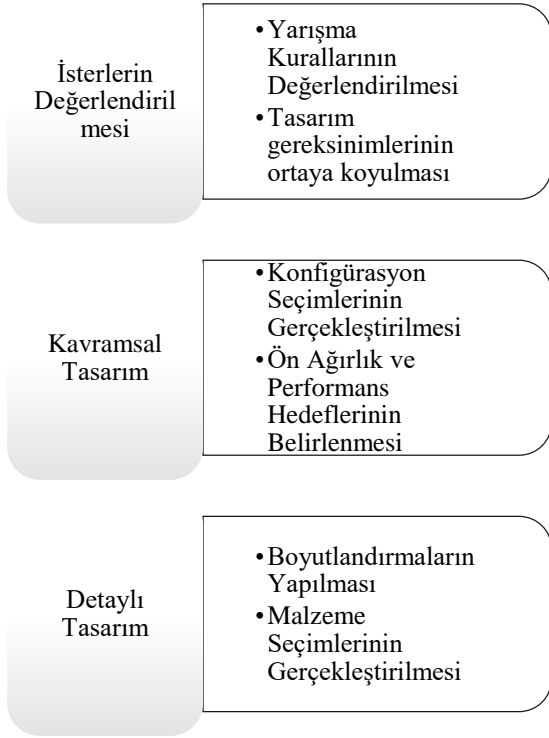 İsterlerin
Değerlendiril
mesi
•Yarışma
Kurallarının
Değerlendirilmesi
•Tasarım
gereksinimlerinin
ortaya koyulması
Kavramsal
Tasarım
•Konfigürasyon
Seçimlerinin
Gerçekleştirilmesi
•Ön Ağırlık ve
Performans
Hedeflerinin
Belirlenmesi
Detaylı
Tasarım
•Boyutlandırmaların
Yapılması
•Malzeme
Seçimlerinin
Gerçekleştirilmesi